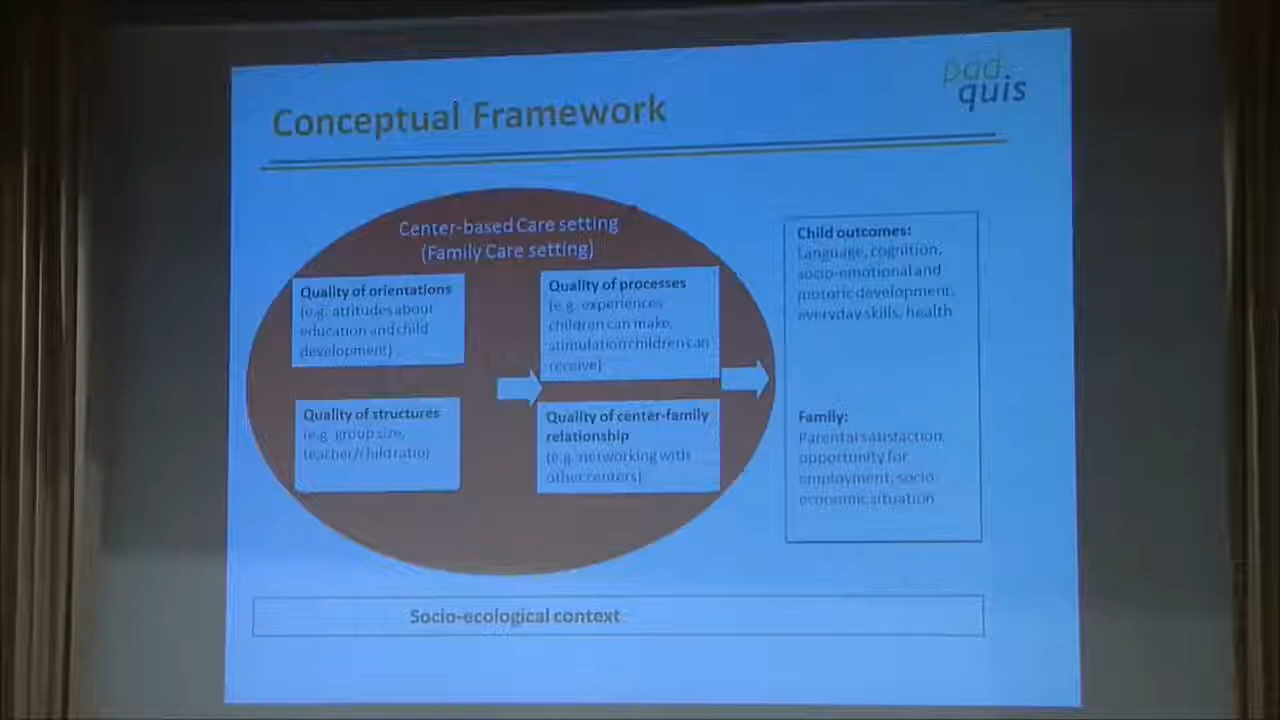 pad
quis
Conceptual Framework
Center-based Care setting
(Family Care setting)
Quality of orientations
(e.g. attitudes about
education and child
development)
Quality of structures
(e.g. group size,
teacher/child ratio)
Quality of processes
(e.g. experiences
children can make,
stimulation children can
receive)
Quality of center-family
relationship
(e.g. networking with
other centers)
Child outcomes:
Language, cognition,
socio-emotional and
motoric development,
everyday skills, health
Family:
Parental satisfaction,
opportunity for
employment, socio-
economic situation
Socio-ecological context